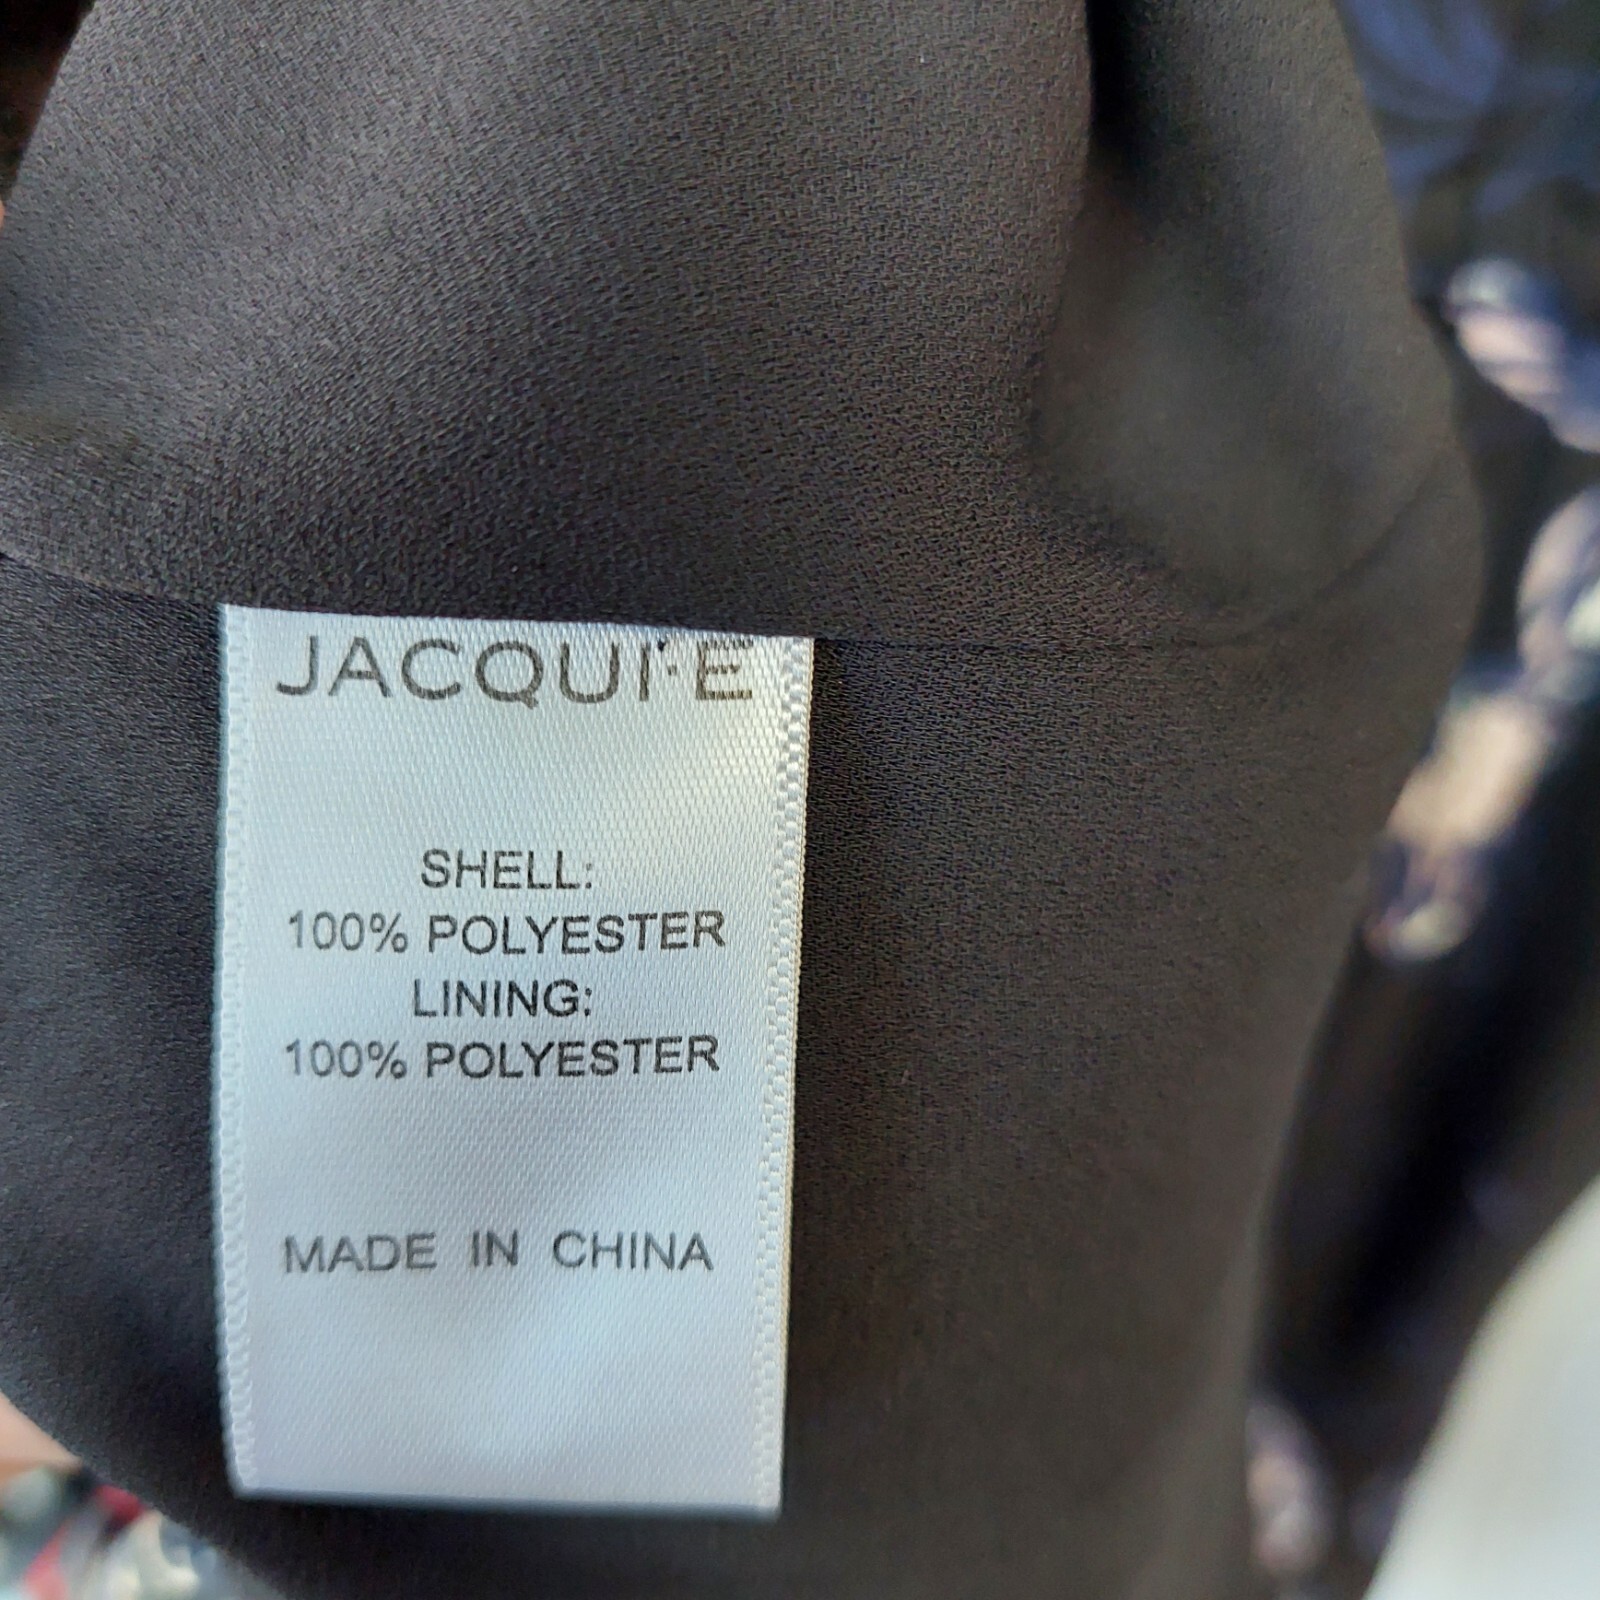 JACQUI·E
SHELL:
100% POLYESTER
LINING:
100% POLYESTER
MADE IN CHINA